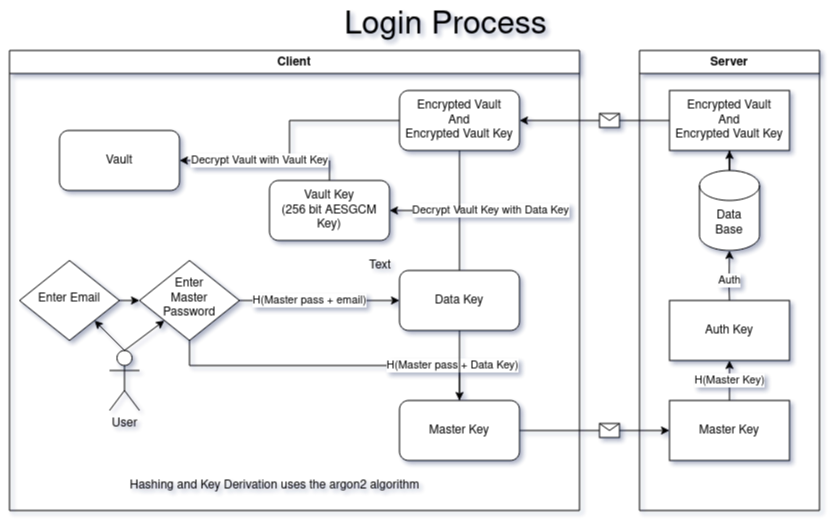 Login Process
Client
Server
Encrypted Vault
And
Encrypted Vault Key
Encrypted Vault
And
Encrypted Vault Key
Vault
Decrypt Vault with Vault Key
Vault Key
(256 bit AESGCM
Key)
Decrypt Vault Key with Data Key
Data
Base
Text
Enter Email
Enter
Master
Password
H(Master pass + email)
Data Key
Auth
Auth Key
H(Master pass + Data Key)
H(Master Key)
User
Master Key
Master Key
Hashing and Key Derivation uses the argon2 algorithm